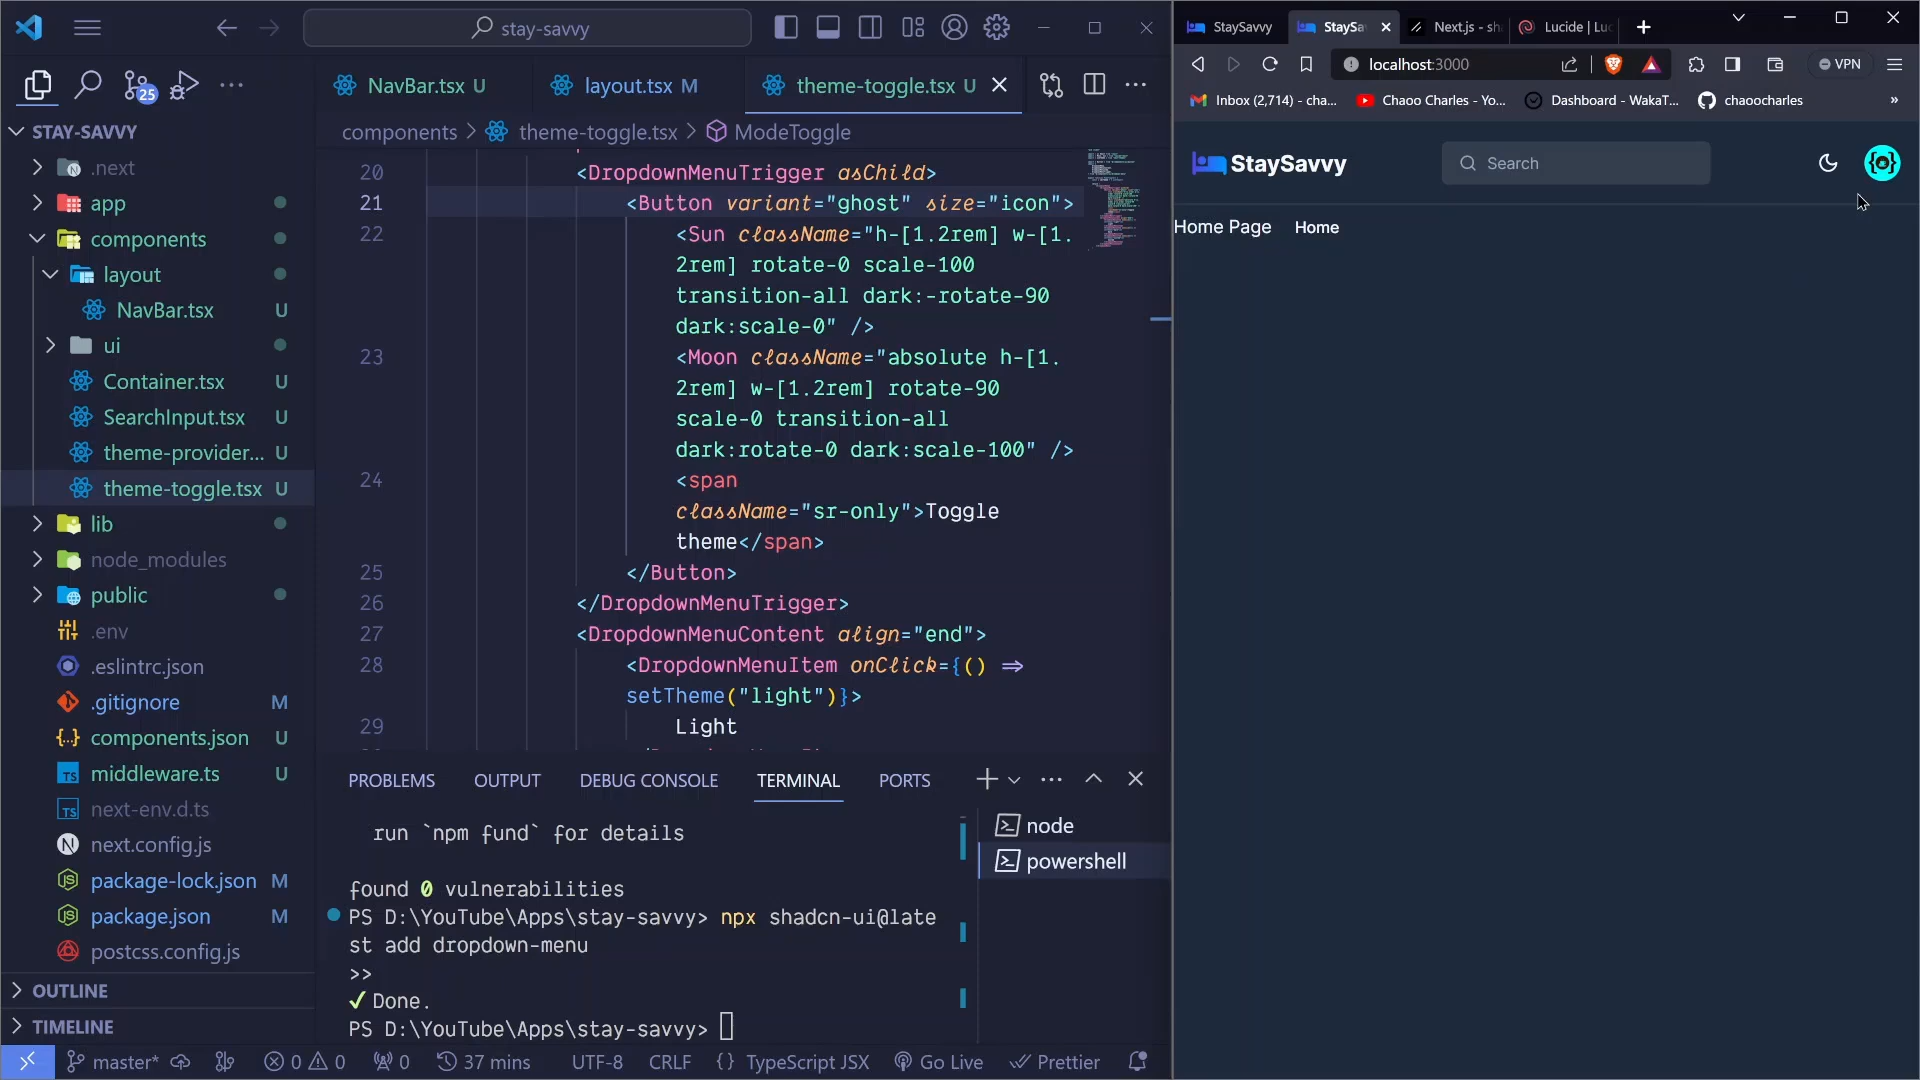 stay-savvy
25
NavBar.tsx U
layout.tsx M
theme-toggle.tsx U
STAY-SAVVY
.next
app
components
layout
NavBar.tsx U
ui
Container.tsx U
SearchInput.tsx U
theme-provider... U
theme-toggle.tsx U
lib
node_modules
public
.env
.eslintrc.json
.gitignore M
components.json U
middleware.ts U
next-env.d.ts
next.config.js
package-lock.json M
package.json M
postcss.config.js
OUTLINE
TIMELINE
components > theme-toggle.tsx > ModeToggle
20 <DropdownMenuTrigger asChild>
21 <Button variant="ghost" size="icon">
22 <Sun className="h-[1.2rem] w-[1.
2rem] rotate-0 scale-100
transition-all dark:-rotate-90
dark:scale-0" />
23 <Moon className="absolute h-[1.
2rem] w-[1.2rem] rotate-90
scale-0 transition-all
dark:rotate-0 dark:scale-100" />
24 <span
className="sr-only">Toggle
theme</span>
25 </Button>
26 </DropdownMenuTrigger>
27 <DropdownMenuContent align="end">
28 <DropdownMenuItem onClick={() =>
setTheme("light")}>
29 Light
PROBLEMS OUTPUT DEBUG CONSOLE TERMINAL PORTS
run `npm fund` for details
found 0 vulnerabilities
PS D:\YouTube\Apps\stay-savvy> npx shadcn-ui@late
st add dropdown-menu
>>
✓ Done.
PS D:\YouTube\Apps\stay-savvy>
node
powershell
master* 0 0 0 37 mins UTF-8 CRLF {} TypeScript JSX Go Live Prettier
StaySavvy
StaySa
Next.js - sh
Lucide | Luc
localhost:3000
VPN
Inbox (2,714) - cha...
Chaoo Charles - Yo...
Dashboard - WakaT...
chaoocharles
»
StaySavvy
Search
Home Page Home